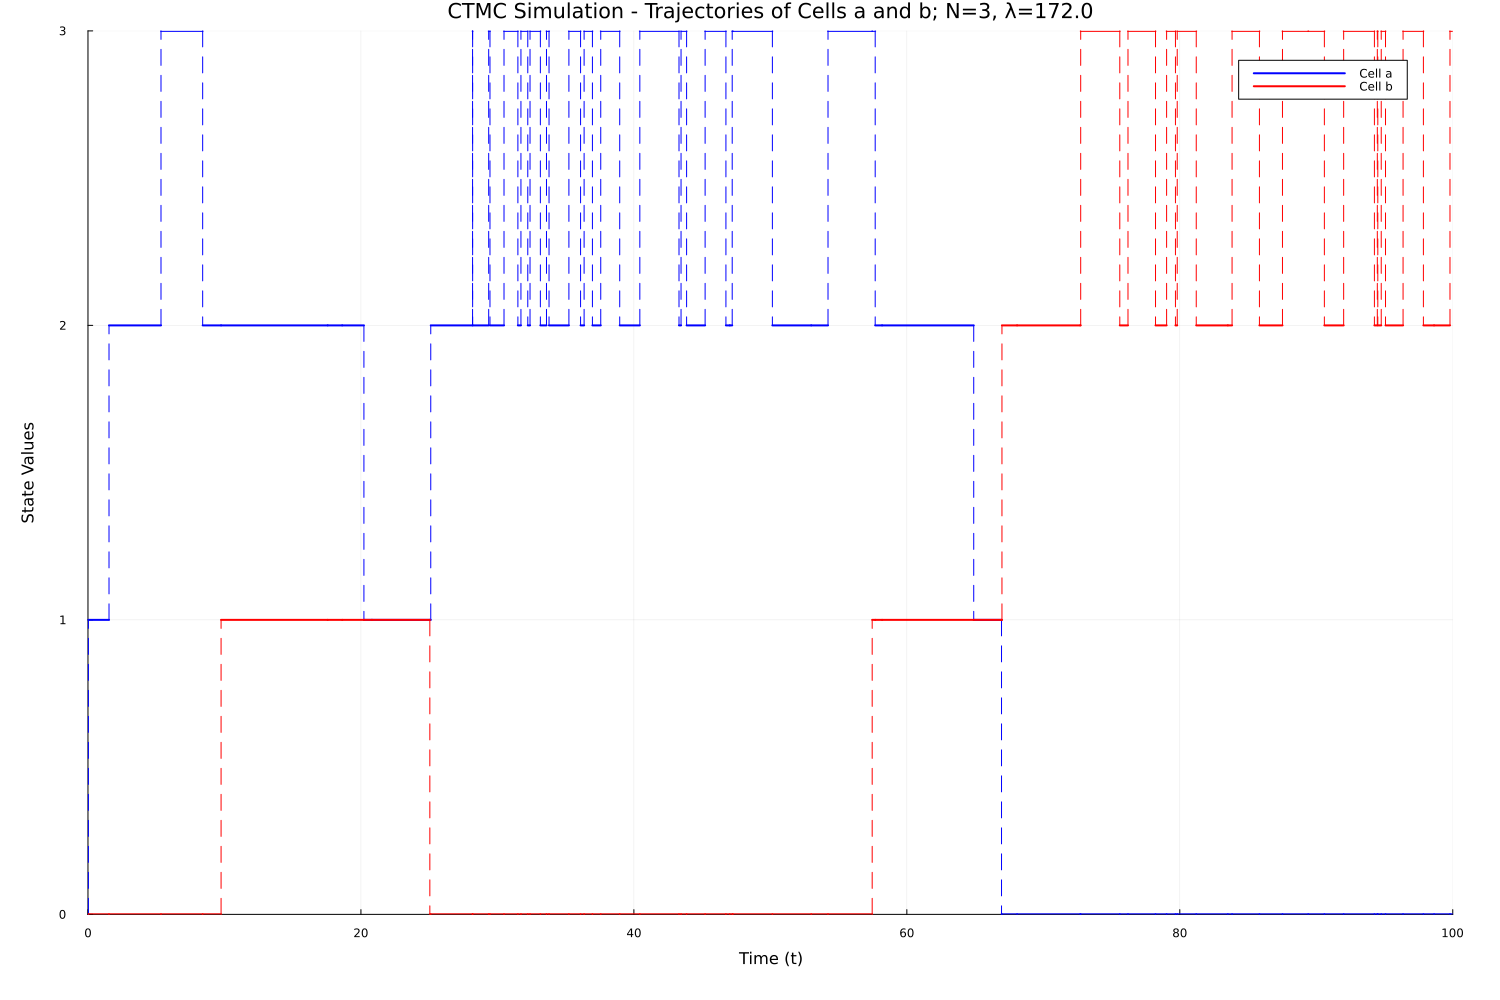 CTMC Simulation - Trajectories of Cells a and b; N=3, λ=172.0
3
Cell a
Cell b
2
State Values
1
0
0 20 40 60 80 100
Time (t)